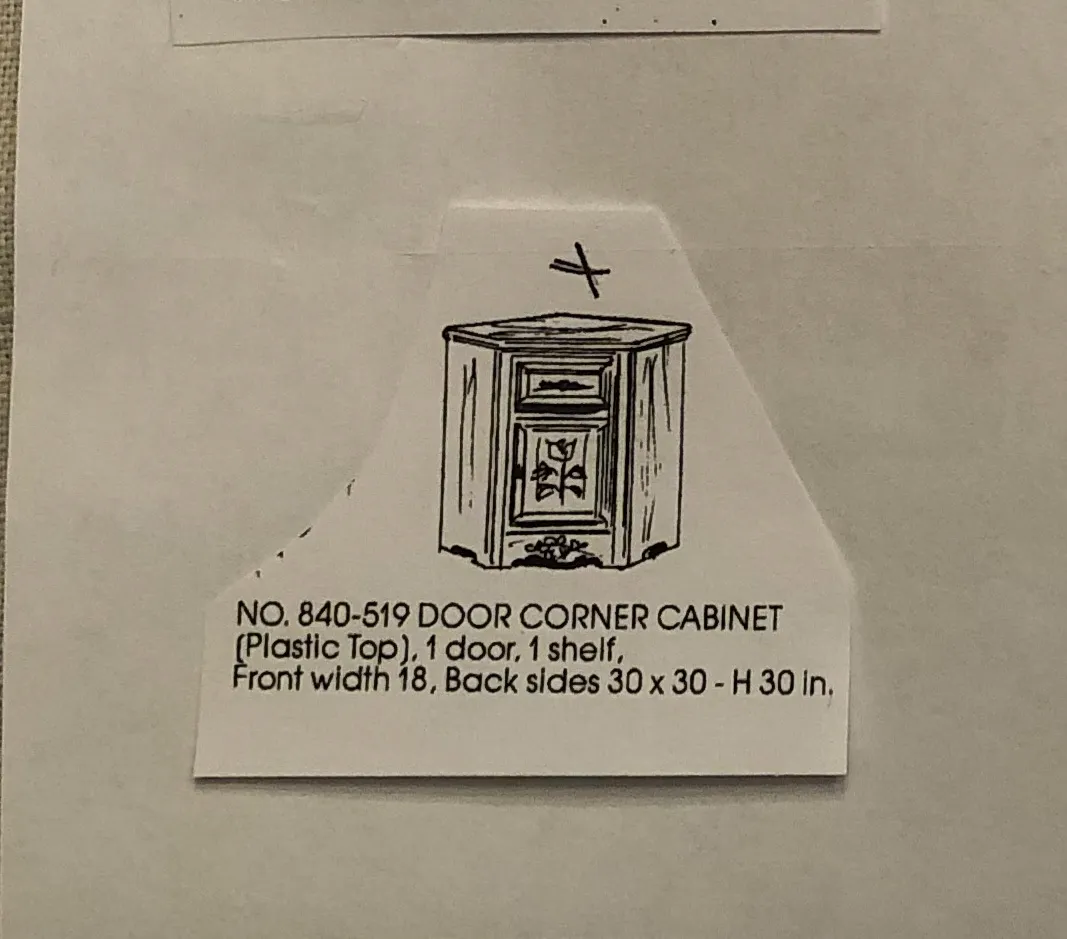 NO. 840-519 DOOR CORNER CABINET
(Plastic Top), 1 door, 1 shelf,
Front width 18, Back sides 30 x 30 - H 30 in.